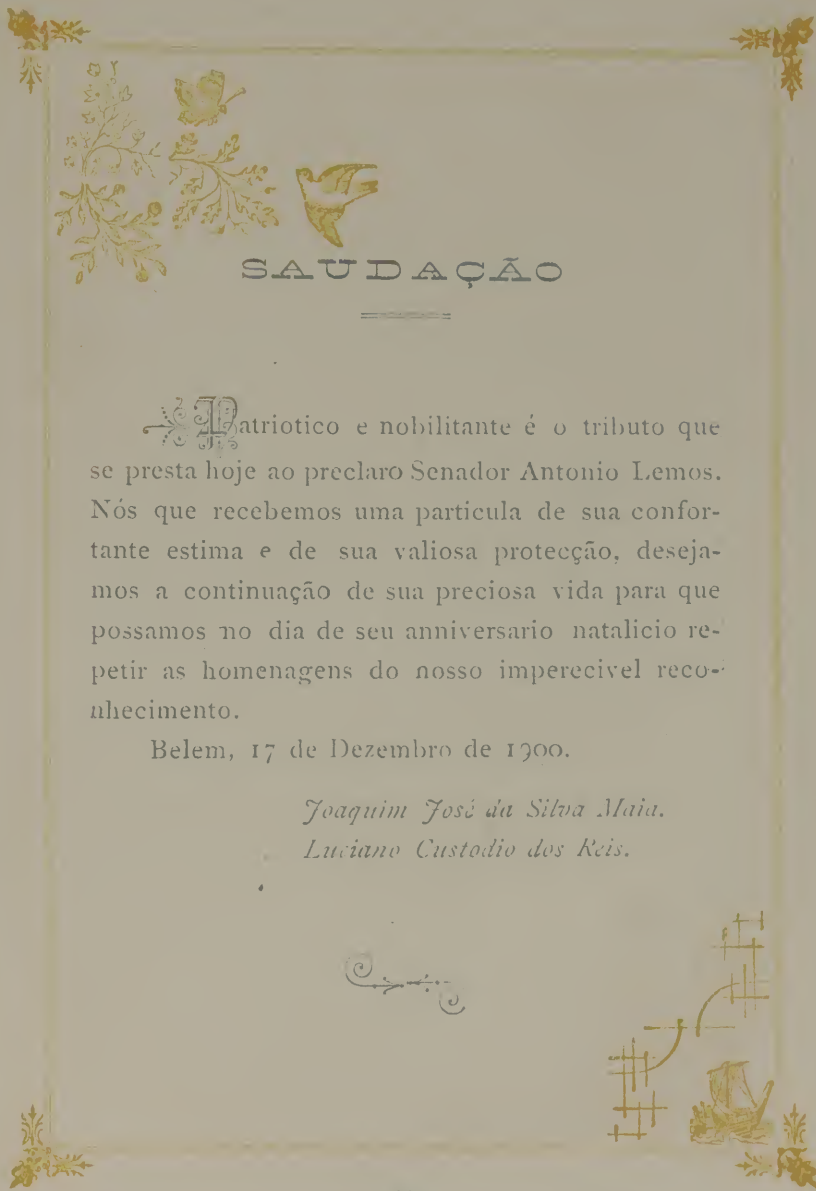 SAUDAÇÃO
Patriotico e nobilitante é o tributo que
se presta hoje ao preclaro Senador Antonio Lemos.
Nós que recebemos uma particula de sua confor-
tante estima e de sua valiosa protecção, deseja-
mos a continuação de sua preciosa vida para que
possamos no dia de seu anniversario natalicio re-
petir as homenagens do nosso imperecivel reco-
nhecimento.
Belem, 17 de Dezembro de 1900.
Joaquim José da Silva Maia.
Luciano Custodio dos Reis.